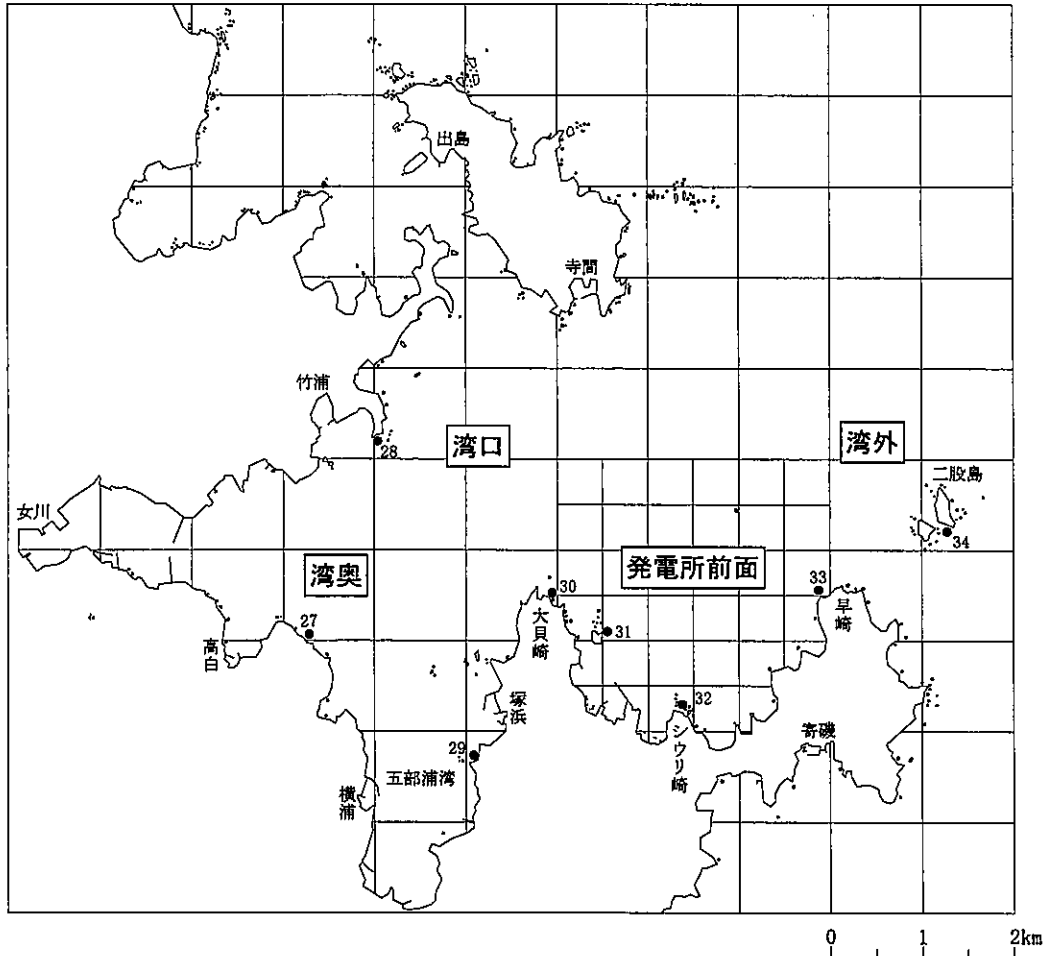 出島
寺間
竹浦
28
湾口
湾外
二股島
34
女川
湾奥
発電所前面
27
30
大貝崎
31
33
早崎
高白
塚浜
32
シウリ崎
寄磯
29
五部浦湾
横浦
0 1 2km